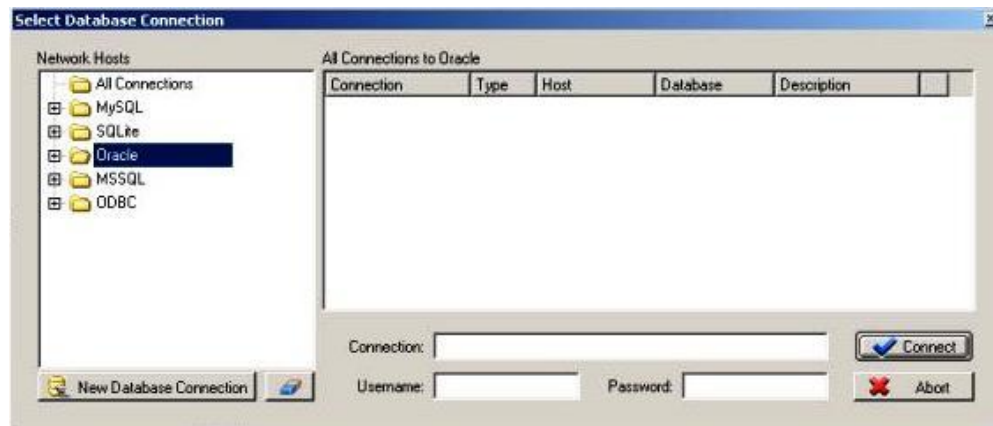 Select Database Connection
Network Hosts
All Connections
MySQL
SQLite
Oracle
MSSQL
ODBC
New Database Connection
All Connections to Oracle
Connection Type Host Database Description
Connection:
Connect
Username: Password:
Abort